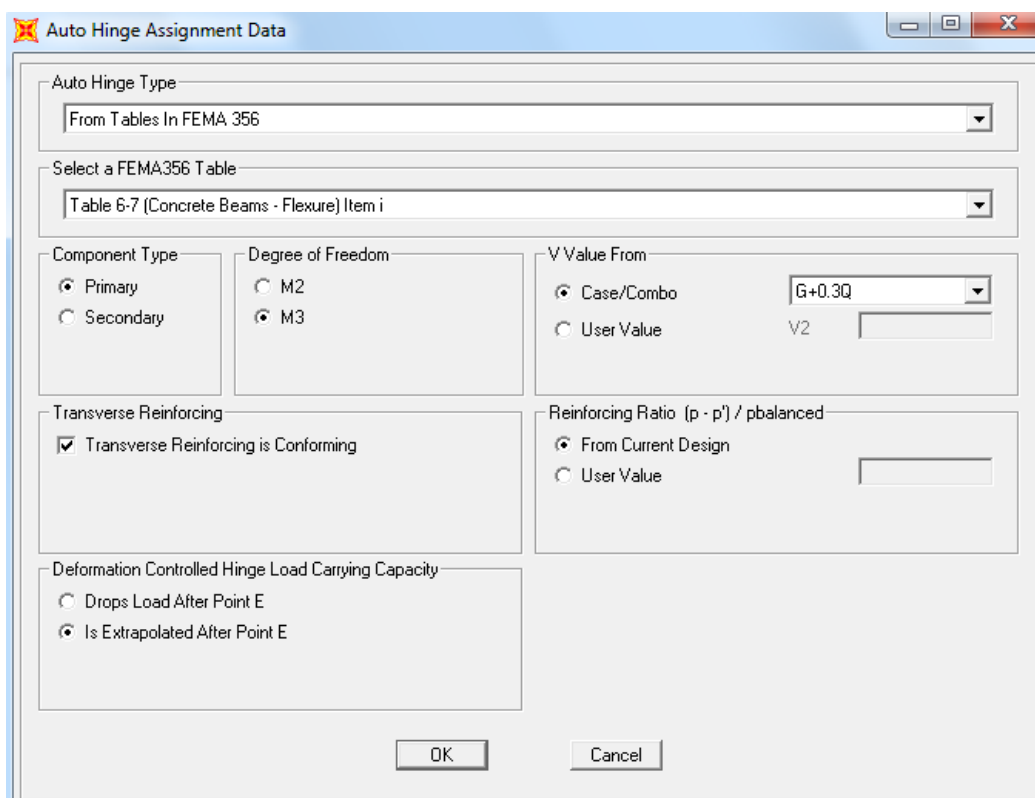 Auto Hinge Assignment Data
Auto Hinge Type
From Tables In FEMA 356
Select a FEMA356 Table
Table 6-7 (Concrete Beams - Flexure) Item i
Component Type
Primary
Secondary
Degree of Freedom
M2
M3
V Value From
Case/Combo
G+0.3Q
User Value
V2
Transverse Reinforcing
Transverse Reinforcing is Conforming
Reinforcing Ratio (p - p') / pbalanced
From Current Design
User Value
Deformation Controlled Hinge Load Carrying Capacity
Drops Load After Point E
Is Extrapolated After Point E
OK
Cancel